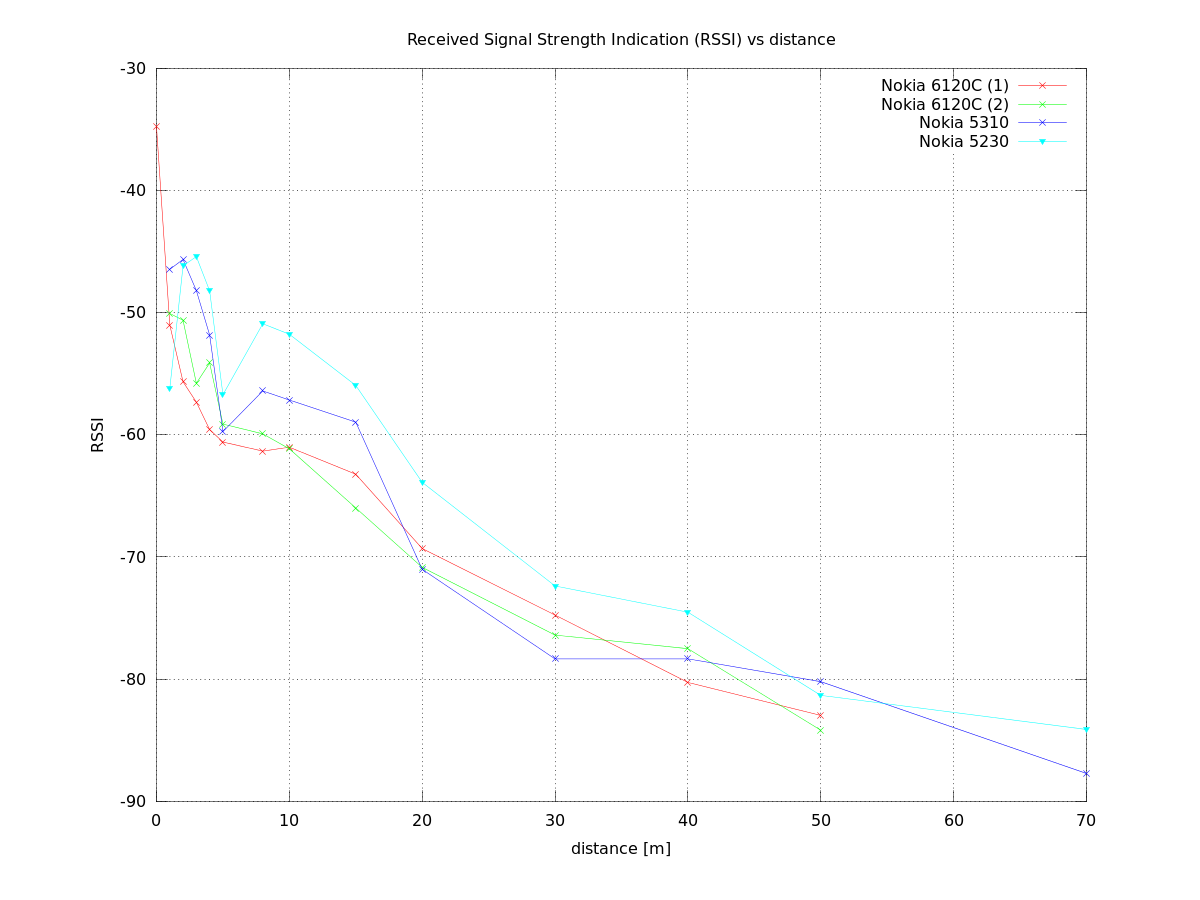 Received Signal Strength Indication (RSSI) vs distance
-30
-40
-50
-60
-70
-80
-90
RSSI
Nokia 6120C (1)
Nokia 6120C (2)
Nokia 5310
Nokia 5230
0 10 20 30 40 50 60 70
distance [m]